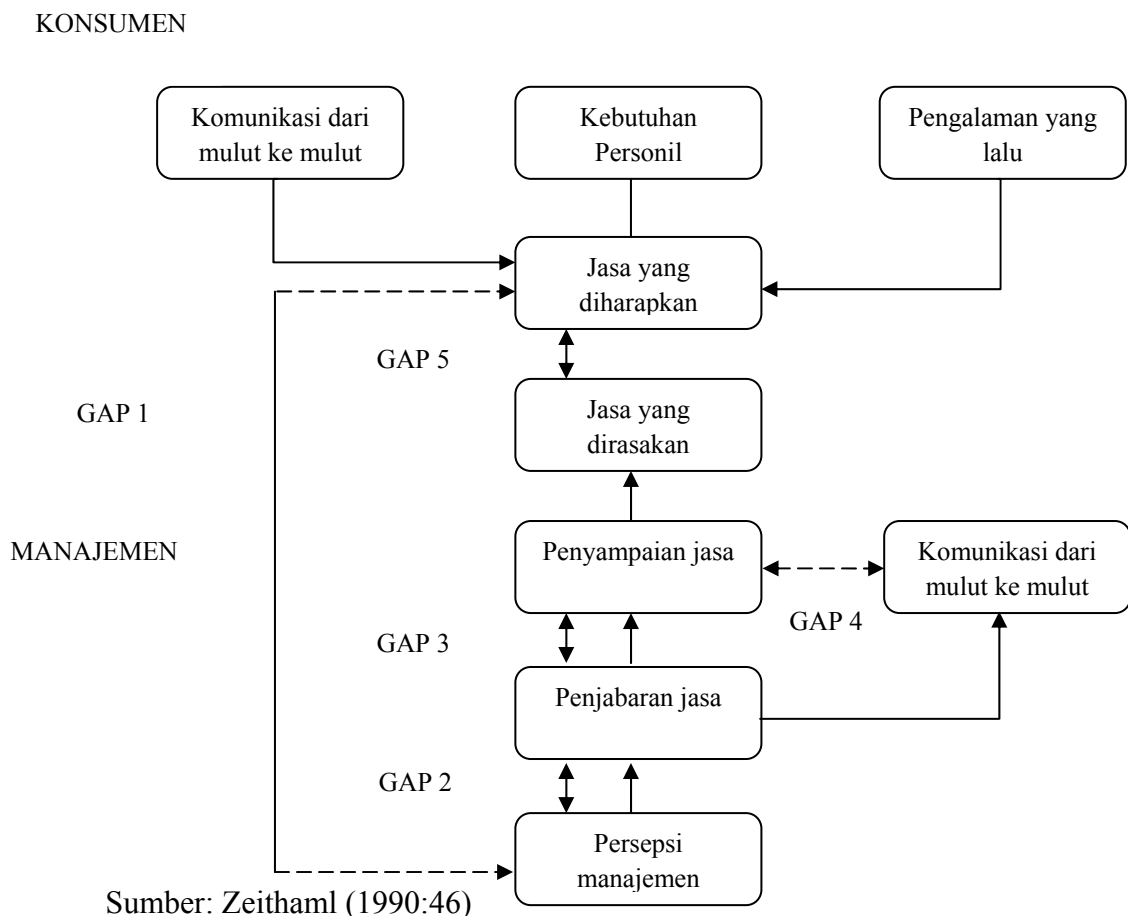 KONSUMEN
Komunikasi dari
mulut ke mulut
Kebutuhan
Personil
Pengalaman yang
lalu
Jasa yang
diharapkan
GAP 5
GAP 1
Jasa yang
dirasakan
MANAJEMEN
Penyampaian jasa
Komunikasi dari
mulut ke mulut
GAP 4
GAP 3
Penjabaran jasa
GAP 2
Persepsi
manajemen
Sumber: Zeithaml (1990:46)